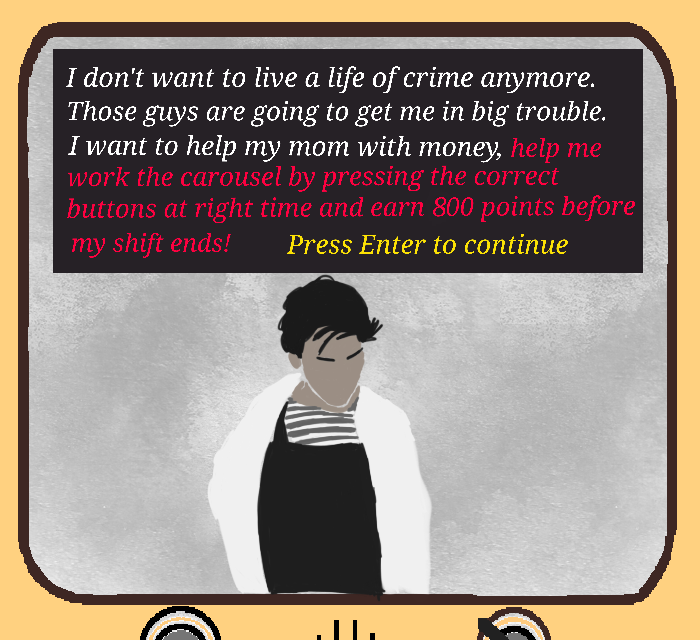 I don't want to live a life of crime anymore.
Those guys are going to get me in big trouble.
I want to help my mom with money, help me
work the carousel by pressing the correct
buttons at right time and earn 800 points before
my shift ends! Press Enter to continue